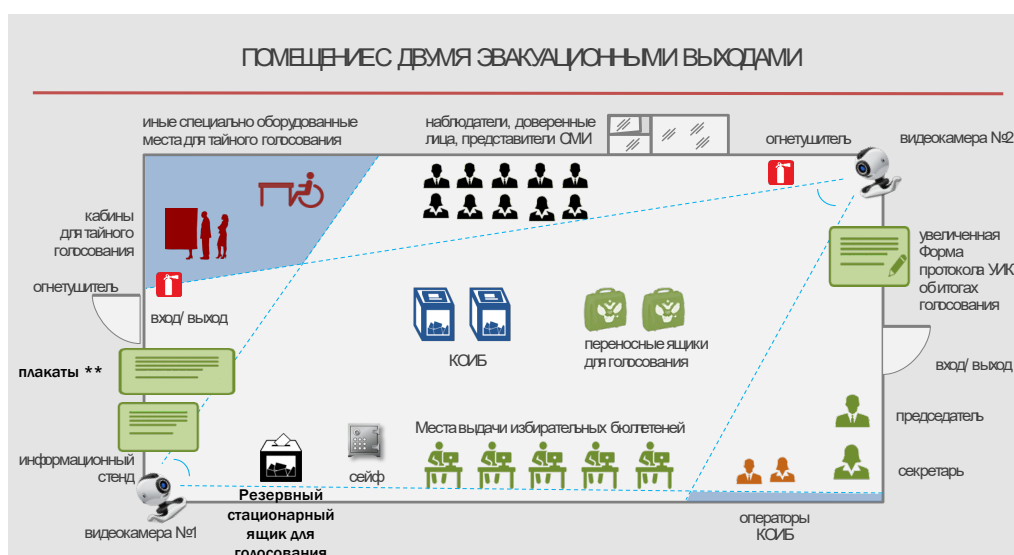 ПОМЕЩЕНИЕ С ДВУМЯ ЭВАКУАЦИОННЫМИ ВЫХОДАМИ
иные специально оборудованные
места для тайного голосования
наблюдатели, доверенные
лица, представители СМИ
огнетушитель
видеокамера №2
кабины
для тайного
голосования
увеличенная
Форма
протокола УИК
об итогах
голосования
огнетушитель
вход/ выход
КОИБ
переносные ящики
для голосования
вход/ выход
плакаты **
председатель
Места выдачи избирательных бюллетеней
информационный
стенд
сейф
секретарь
Резервный
стационарный
ящик для
голосования
видеокамера №1
операторы
КОИБ